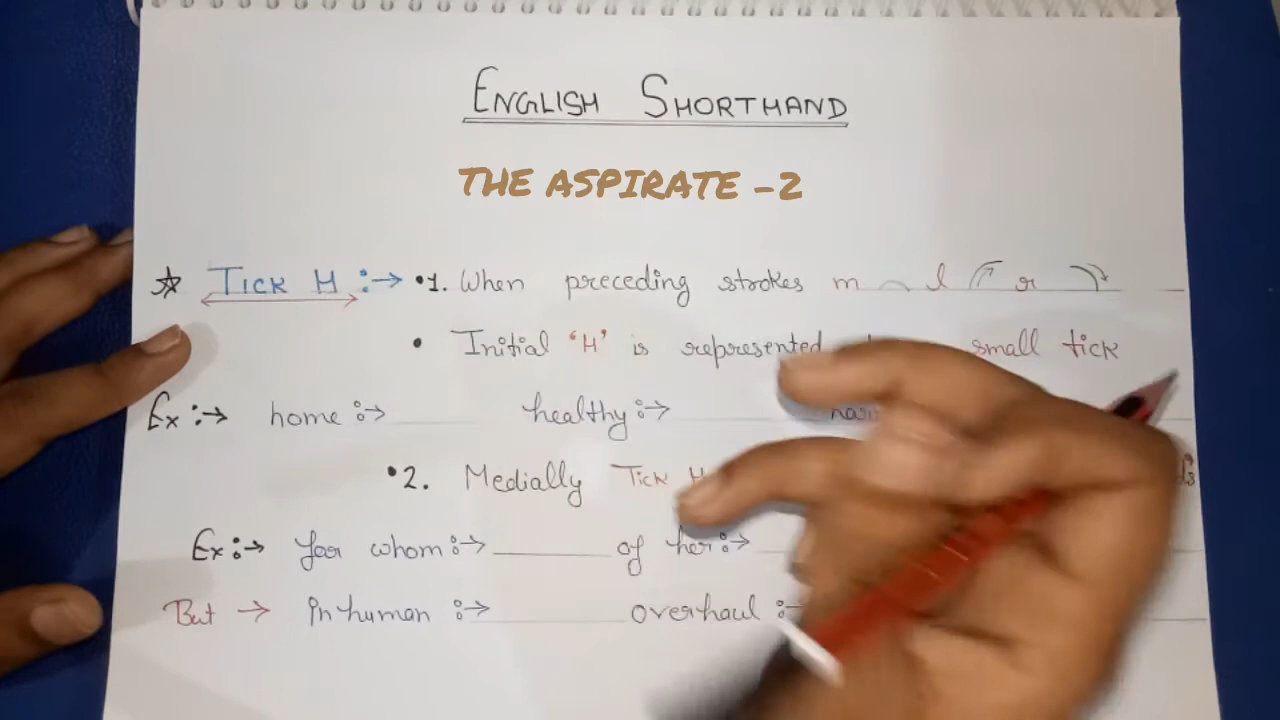 ENGLISH SHORTHAND
THE ASPIRATE -2
☆ TICK H :→ •1. When preceding strokes m l r
• Initial 'H' is represented small tick
Ex :→ home :→ healthy :→
•2. Medially Tick H
Ex :→ for whom :→ of her :→
But → inhuman :→ overhaul :→